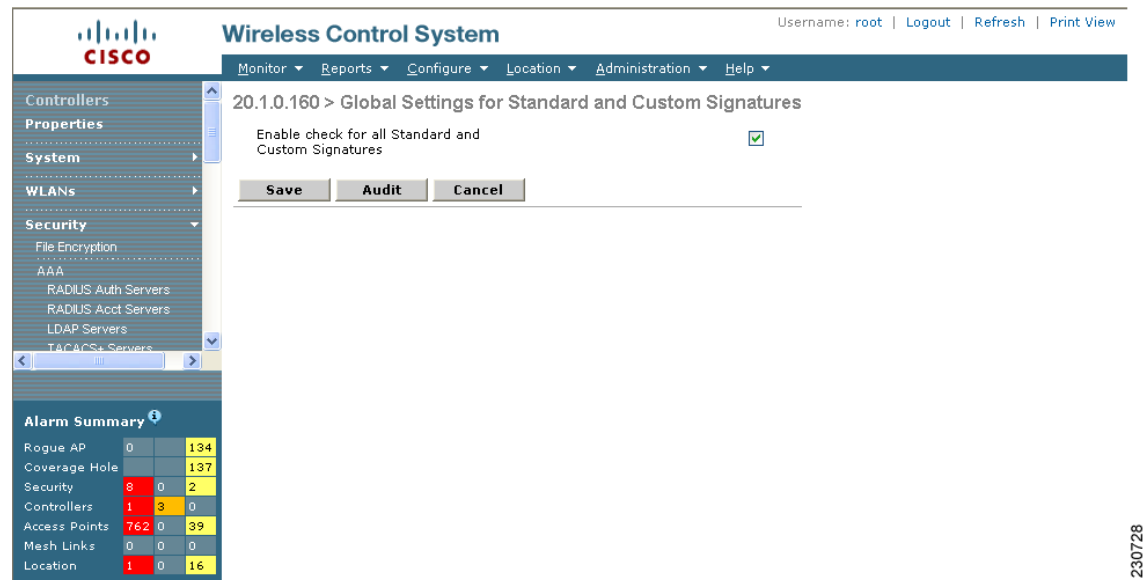 Username: root | Logout | Refresh | Print View
CISCO
Wireless Control System
Monitor Reports Configure Location Administration Help
Controllers
Properties
System
WLANs
Security
File Encryption
AAA
RADIUS Auth Servers
RADIUS Acct Servers
LDAP Servers
TACACS+ Servers
20.1.0.160 > Global Settings for Standard and Custom Signatures
Enable check for all Standard and
Custom Signatures
Save Audit Cancel
Alarm Summary
Rogue AP 0 134
Coverage Hole 137
Security 8 0 2
Controllers 1 3 0
Access Points 762 0 39
Mesh Links 0 0 0
Location 1 0 16
230728